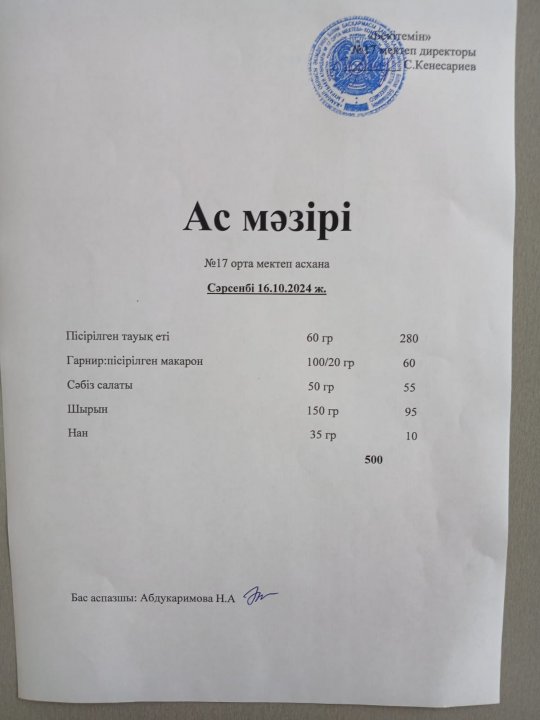 «Бекітемін»
№17 мектеп директоры
С.Кенесариев
Ас мәзірі
№17 орта мектеп асхана
Сәрсенбі 16.10.2024 ж.
Пісірілген тауық еті 60 гр 280
Гарнир:пісірілген макарон 100/20 гр 60
Сәбіз салаты 50 гр 55
Шырын 150 гр 95
Нан 35 гр 10
500
Бас аспазшы: Абдукаримова Н.А